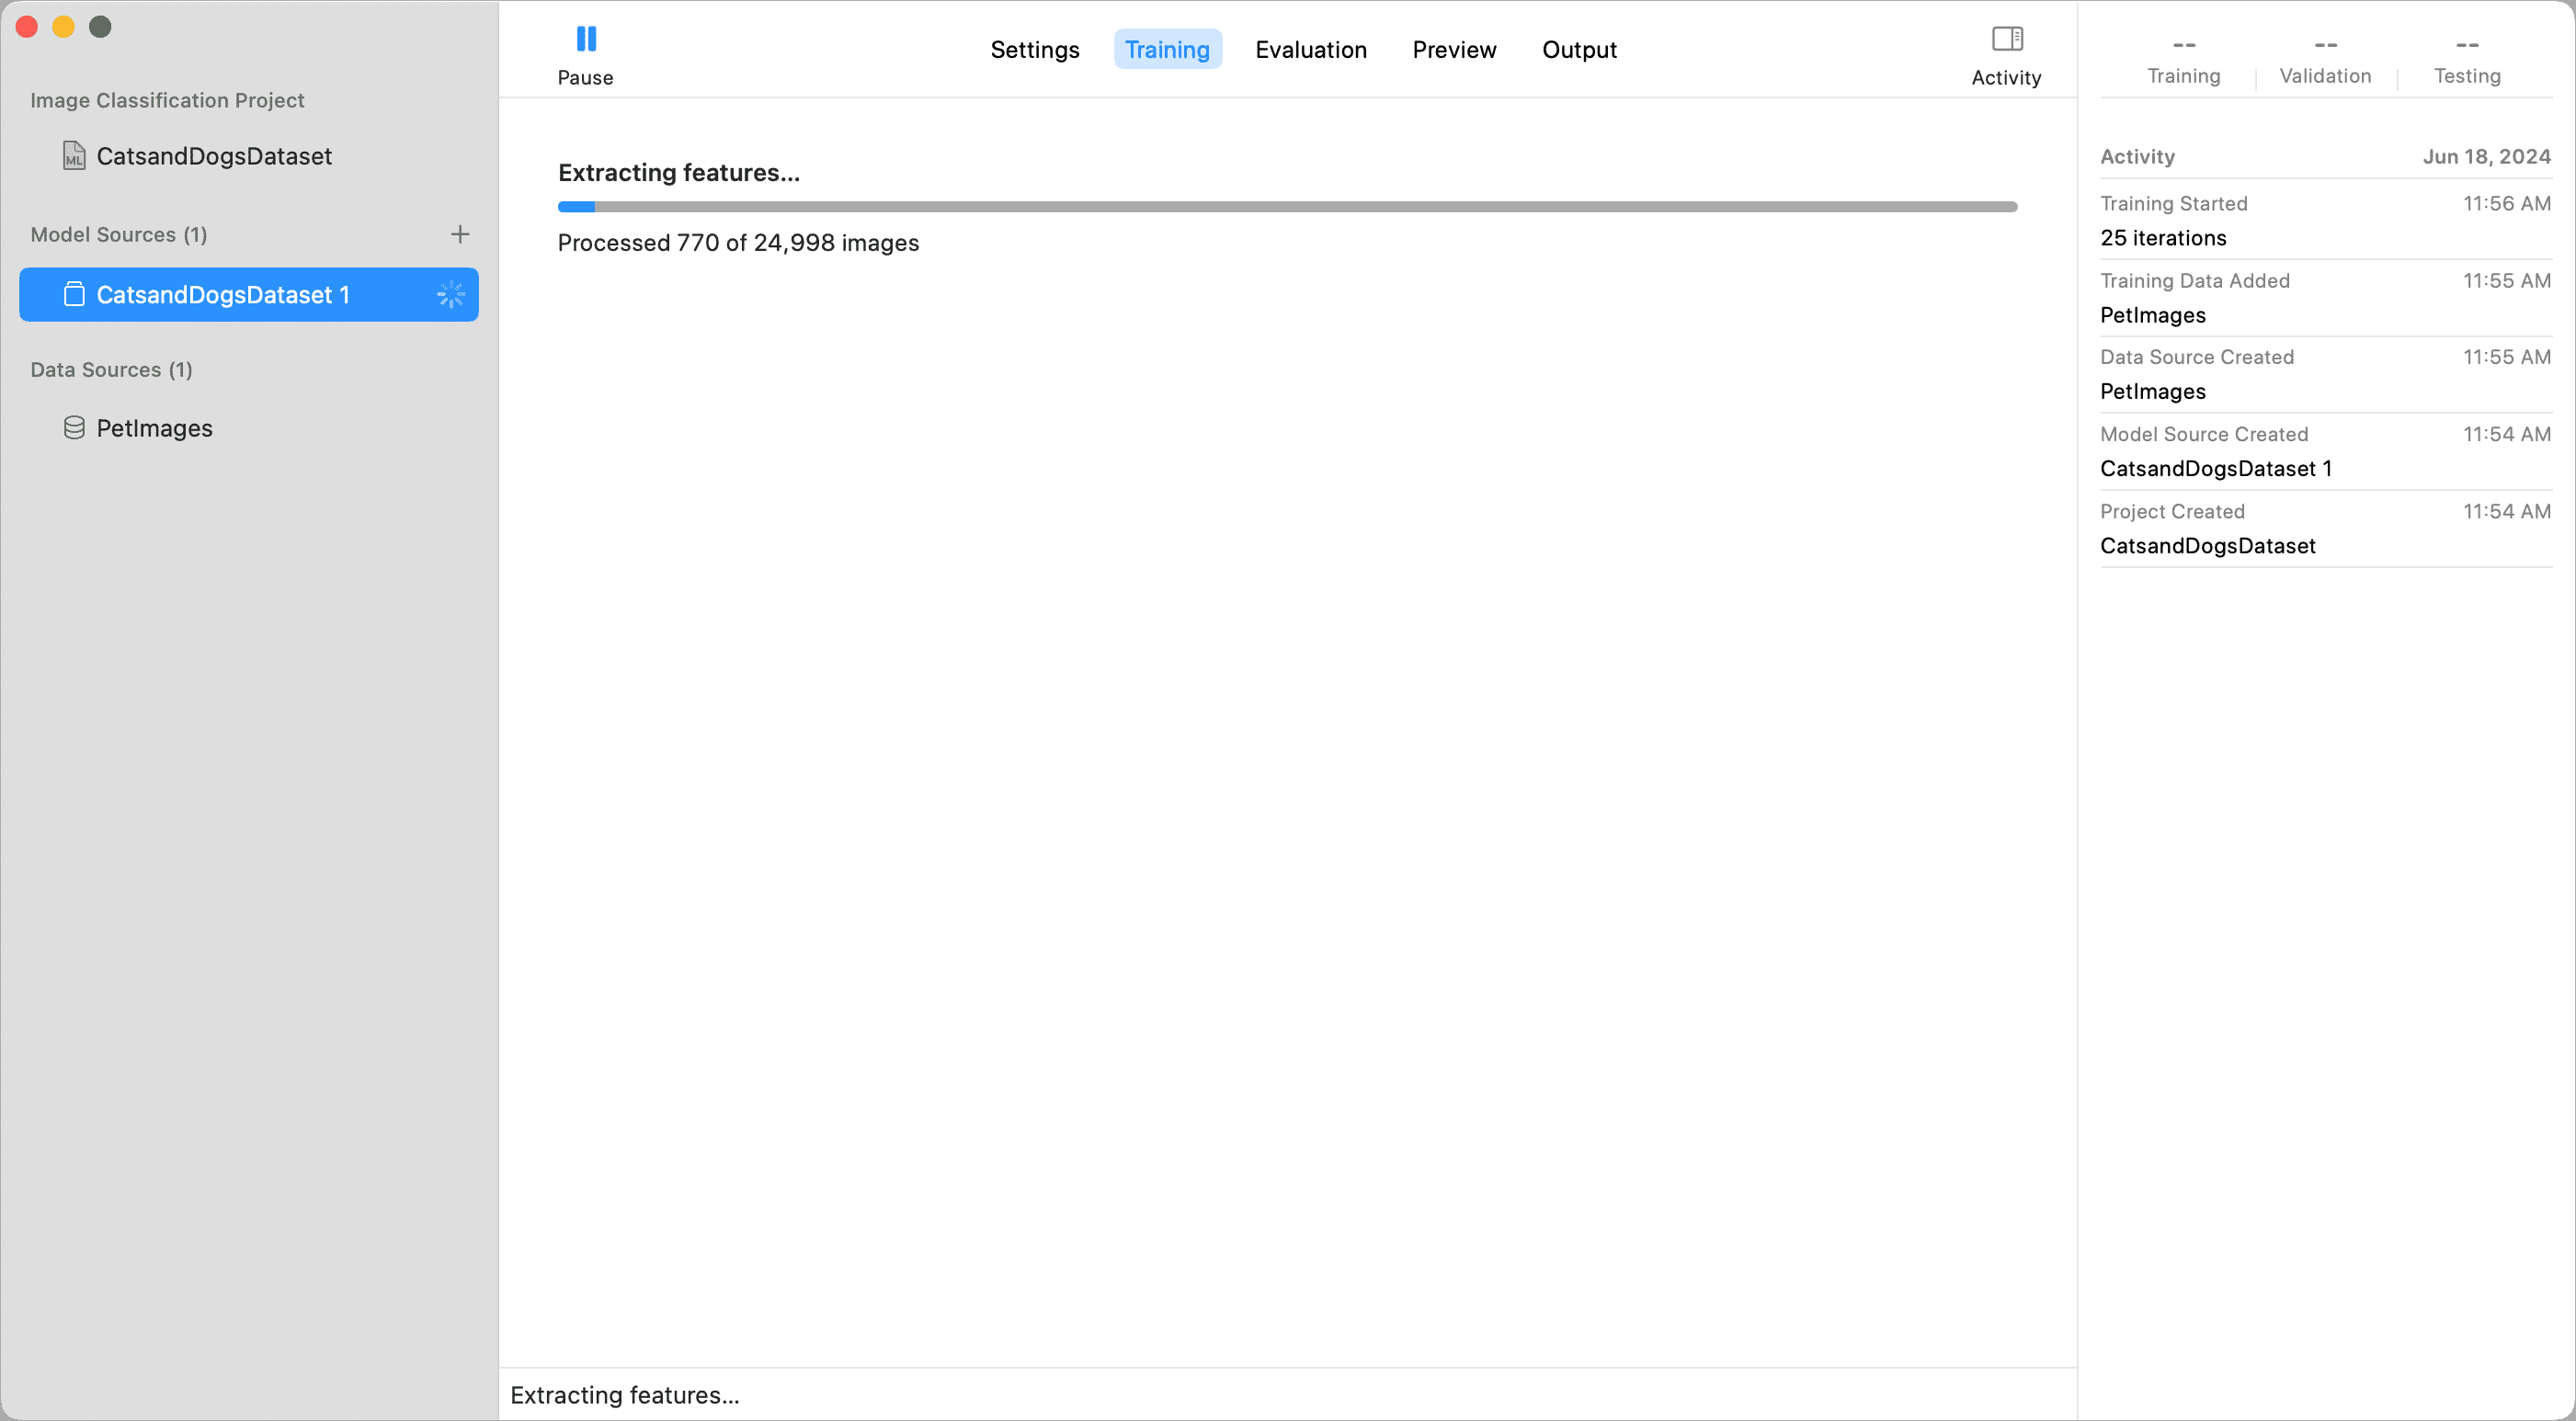 Image Classification Project
ML
CatsandDogsDataset
Model Sources (1)
CatsandDogsDataset 1
Data Sources (1)
PetImages
Pause
Settings
Training
Evaluation
Preview
Output
Activity
Extracting features...
Processed 770 of 24,998 images
Extracting features...
-- -- --
Training Validation Testing
Activity Jun 18, 2024
Training Started 11:56 AM
25 iterations
Training Data Added 11:55 AM
PetImages
Data Source Created 11:55 AM
PetImages
Model Source Created 11:54 AM
CatsandDogsDataset 1
Project Created 11:54 AM
CatsandDogsDataset